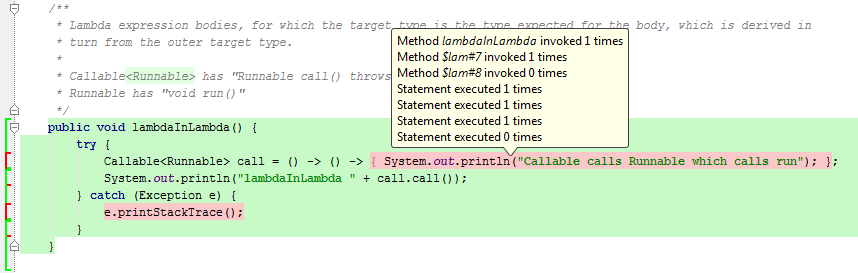 /**
* Lambda expression bodies, for which the target type is the type expected for the body, which is derived in
* turn from the outer target type.
*
* Callable<Runnable> has "Runnable call() throws
* Runnable has "void run()"
*/
Method lambdaInLambda invoked 1 times
Method $lam#7 invoked 1 times
Method $lam#8 invoked 0 times
Statement executed 1 times
Statement executed 1 times
Statement executed 1 times
Statement executed 0 times
public void lambdaInLambda() {
try {
Callable<Runnable> call = () -> () -> { System.out.println("Callable calls Runnable which calls run"); };
System.out.println("lambdaInLambda " + call.call());
} catch (Exception e) {
e.printStackTrace();
}
}